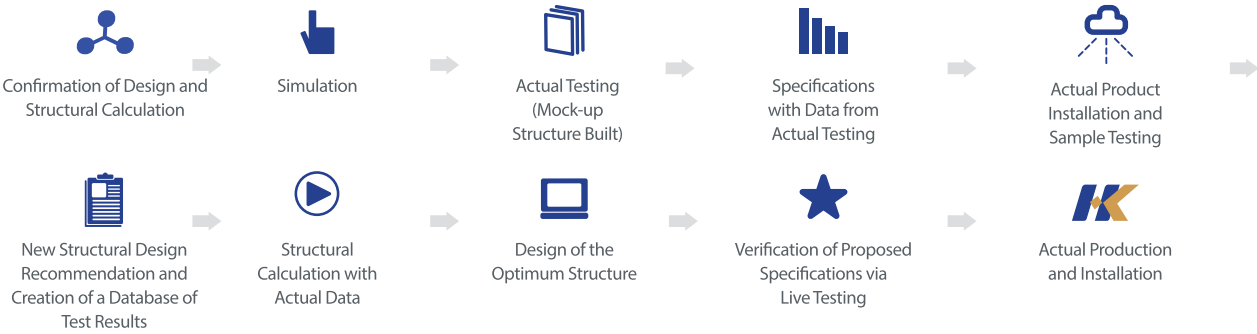 Confirmation of Design and
Structural Calculation
Simulation
Actual Testing
(Mock-up
Structure Built)
Specifications
with Data from
Actual Testing
Actual Product
Installation and
Sample Testing
New Structural Design
Recommendation and
Creation of a Database of
Test Results
Structural
Calculation with
Actual Data
Design of the
Optimum Structure
Verification of Proposed
Specifications via
Live Testing
HK
Actual Production
and Installation